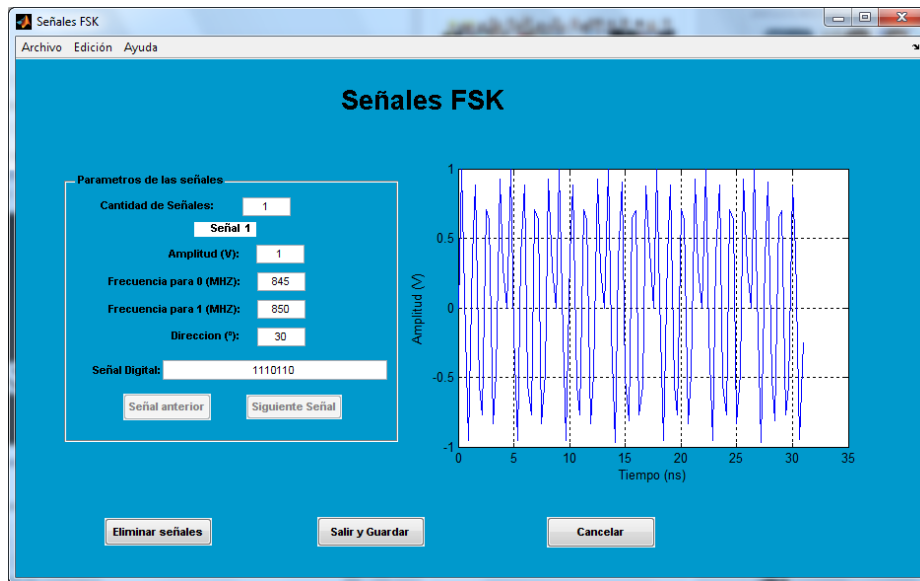 Señales FSK
Archivo Edición Ayuda
Señales FSK
Parametros de las señales
Cantidad de Señales: 1
Señal 1
Amplitud (V): 1
Frecuencia para 0 (MHZ): 845
Frecuencia para 1 (MHZ): 850
Direccion (º): 30
Señal Digital: 1110110
Señal anterior Siguiente Señal
1
0.5
0
-0.5
-1
Amplitud (V)
0 5 10 15 20 25 30 35
Tiempo (ns)
Eliminar señales Salir y Guardar Cancelar